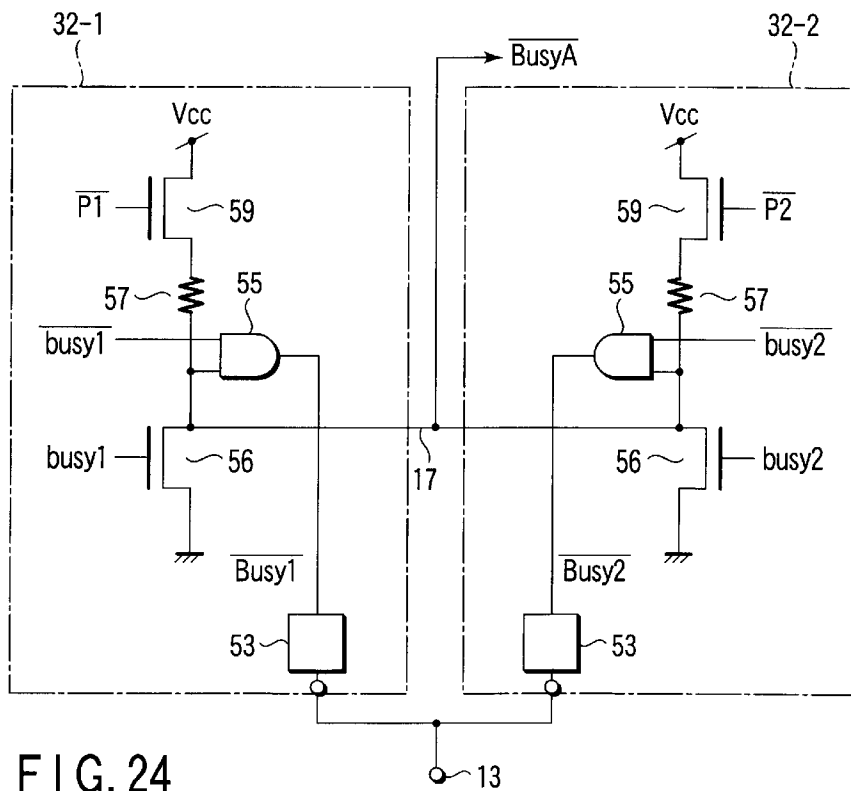 32-1
32-2
BusyA
Vcc
Vcc
P1
59
59
P2
57
55
55
57
busy1
busy2
busy1
56
17
56
busy2
Busy1
Busy2
53
53
FIG. 24
13